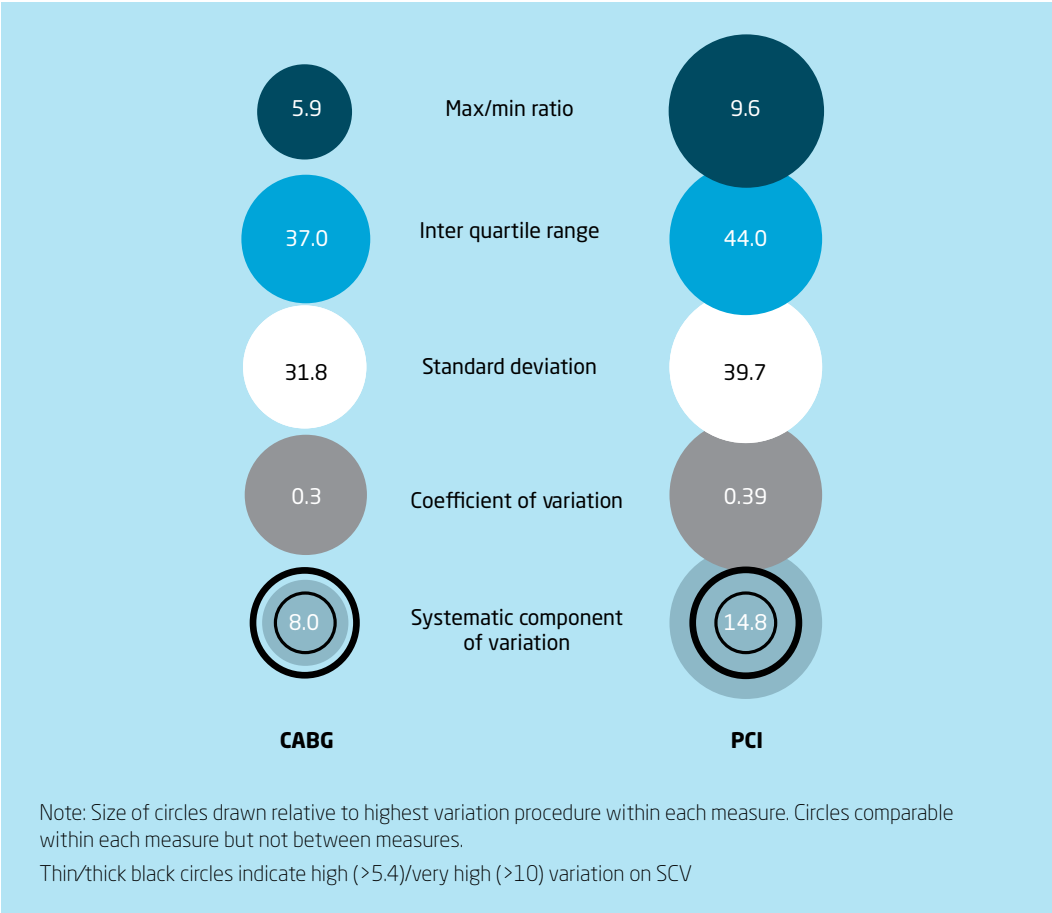 5.9 Max/min ratio 9.6
37.0 Inter quartile range 44.0
31.8 Standard deviation 39.7
0.3 Coefficient of variation 0.39
8.0 Systematic component 14.8
of variation
CABG PCI
Note: Size of circles drawn relative to highest variation procedure within each measure. Circles comparable
within each measure but not between measures.
Thin/thick black circles indicate high (>5.4)/very high (>10) variation on SCV